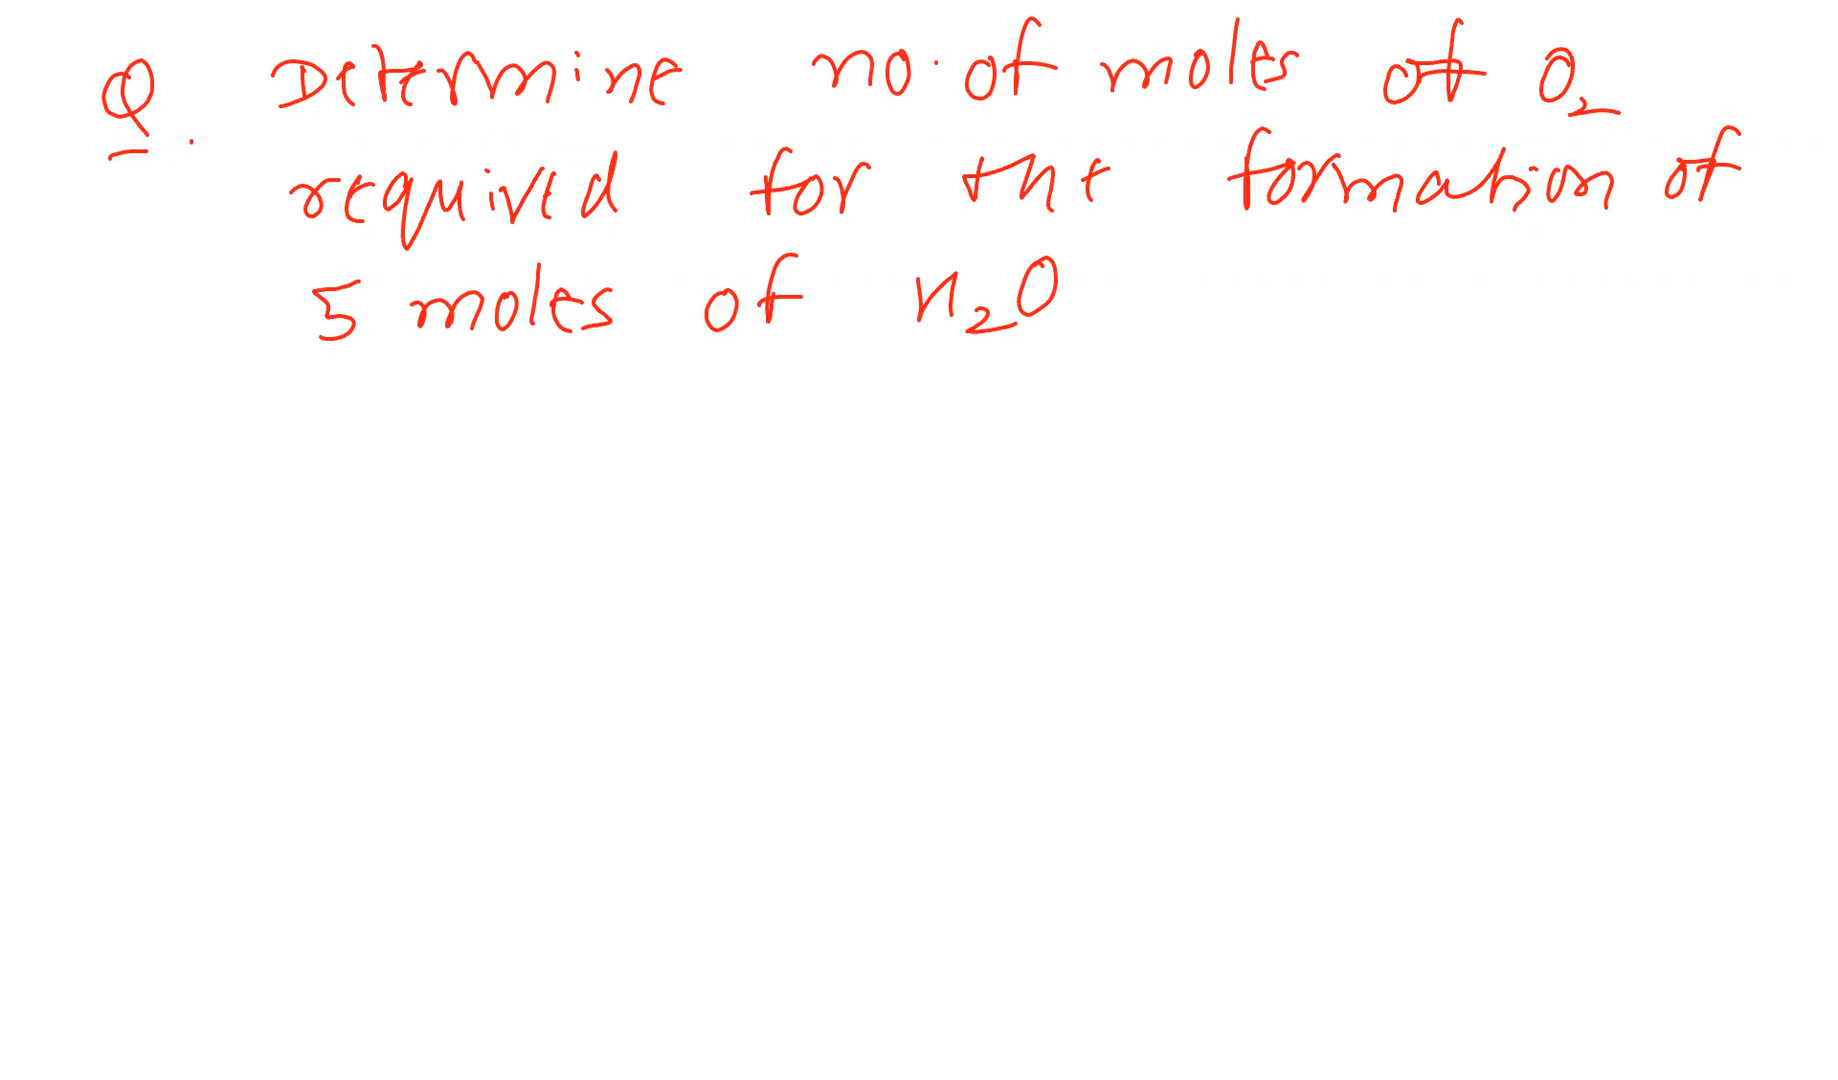 Q. Determine no. of moles of O₂
required for the formation of
5 moles of H₂O